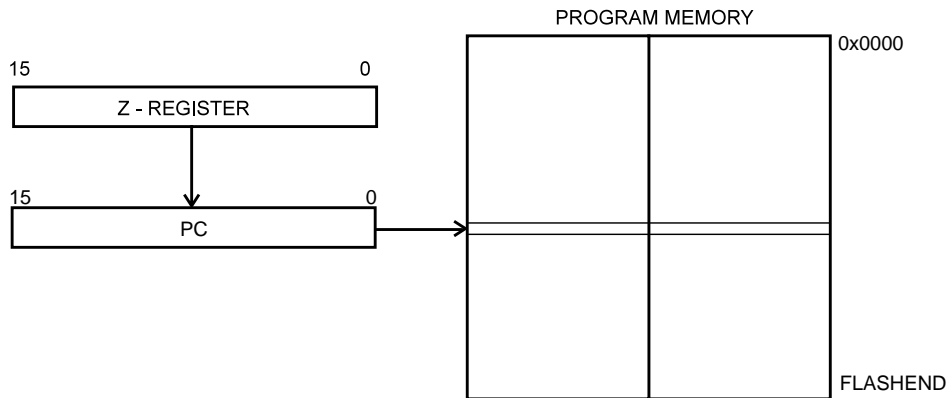 PROGRAM MEMORY
0x0000
15 0
Z - REGISTER
15 0
PC
FLASHEND